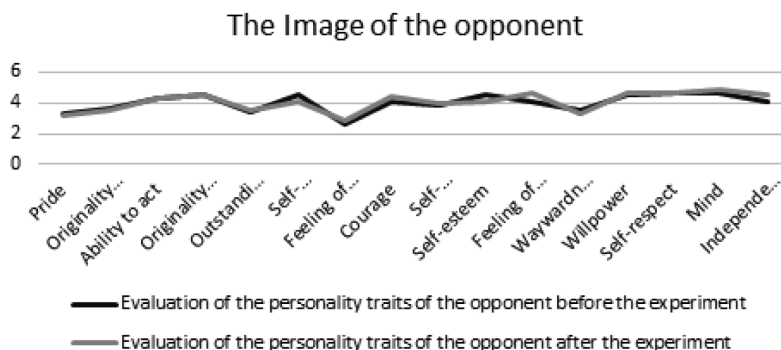 The Image of the opponent
6
4
2
0
Pride
Originality...
Ability to act
Originality...
Outstandi...
Self-...
Feeling of...
Courage
Self-...
Self-esteem
Feeling of...
Waywardn...
Willpower
Self-respect
Mind
Independe...
Evaluation of the personality traits of the opponent before the experiment
Evaluation of the personality traits of the opponent after the experiment